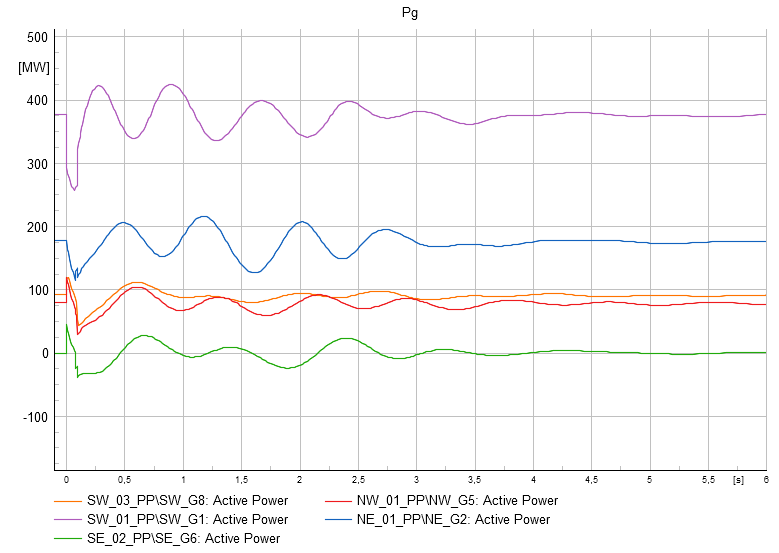 Pg
500
[MW]
400
300
200
100
0
-100
0 0,5 1 1,5 2 2,5 3 3,5 4 4,5 5 5,5 [s] 6
SW_03_PP\SW_G8: Active Power NW_01_PP\NW_G5: Active Power
SW_01_PP\SW_G1: Active Power NE_01_PP\NE_G2: Active Power
SE_02_PP\SE_G6: Active Power